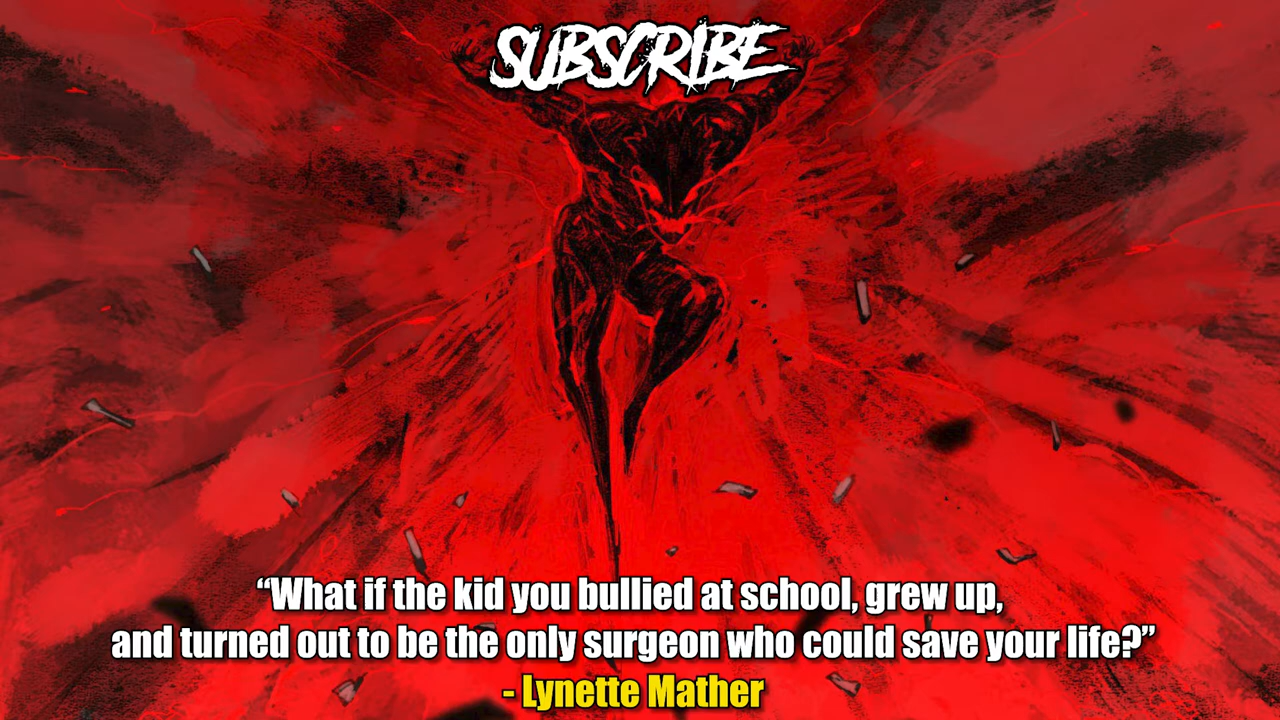 SUBSCRIBE
“What if the kid you bullied at school, grew up,
and turned out to be the only surgeon who could save your life?”
- Lynette Mather